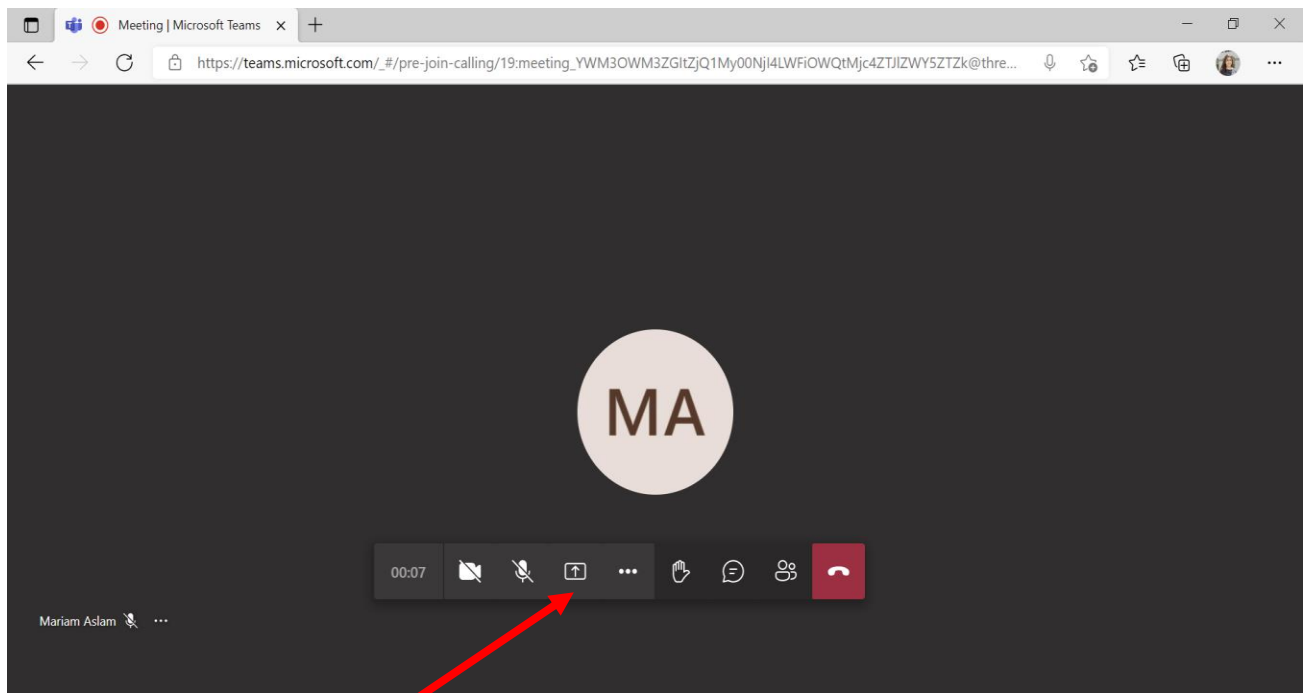 Meeting | Microsoft Teams
https://teams.microsoft.com/_#/pre-join-calling/19:meeting_YWM3OWM3ZGItZjQ1My00NjI4LWFiOWQtMjc4ZTJlZWY5ZTZk@thre...
MA
00:07
Mariam Aslam